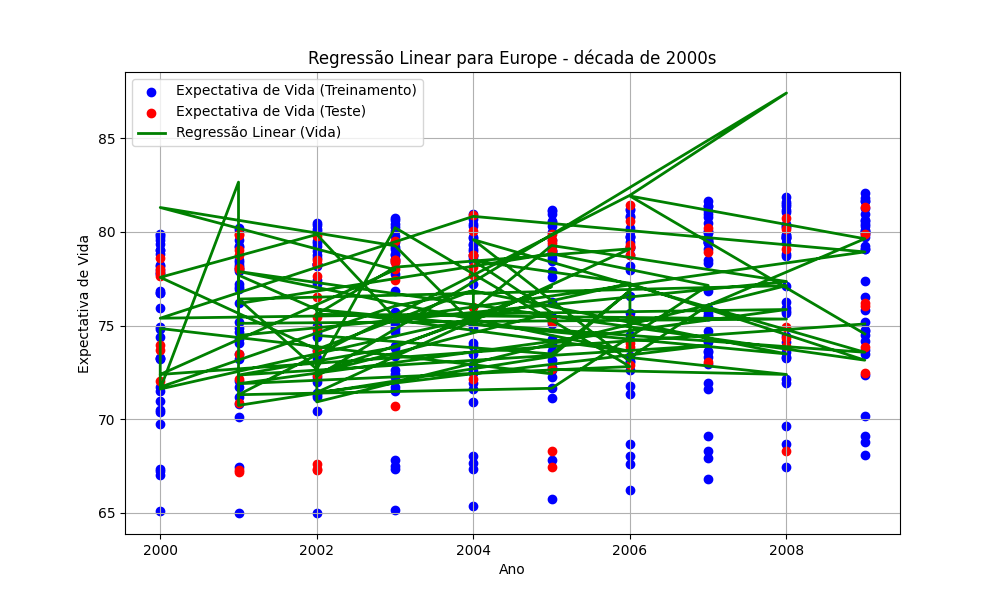 Regressão Linear para Europe - década de 2000s
Expectativa de Vida (Treinamento)
Expectativa de Vida (Teste)
Regressão Linear (Vida)
Expectativa de Vida
85
80
75
70
65
2000
2002
2004
2006
2008
Ano